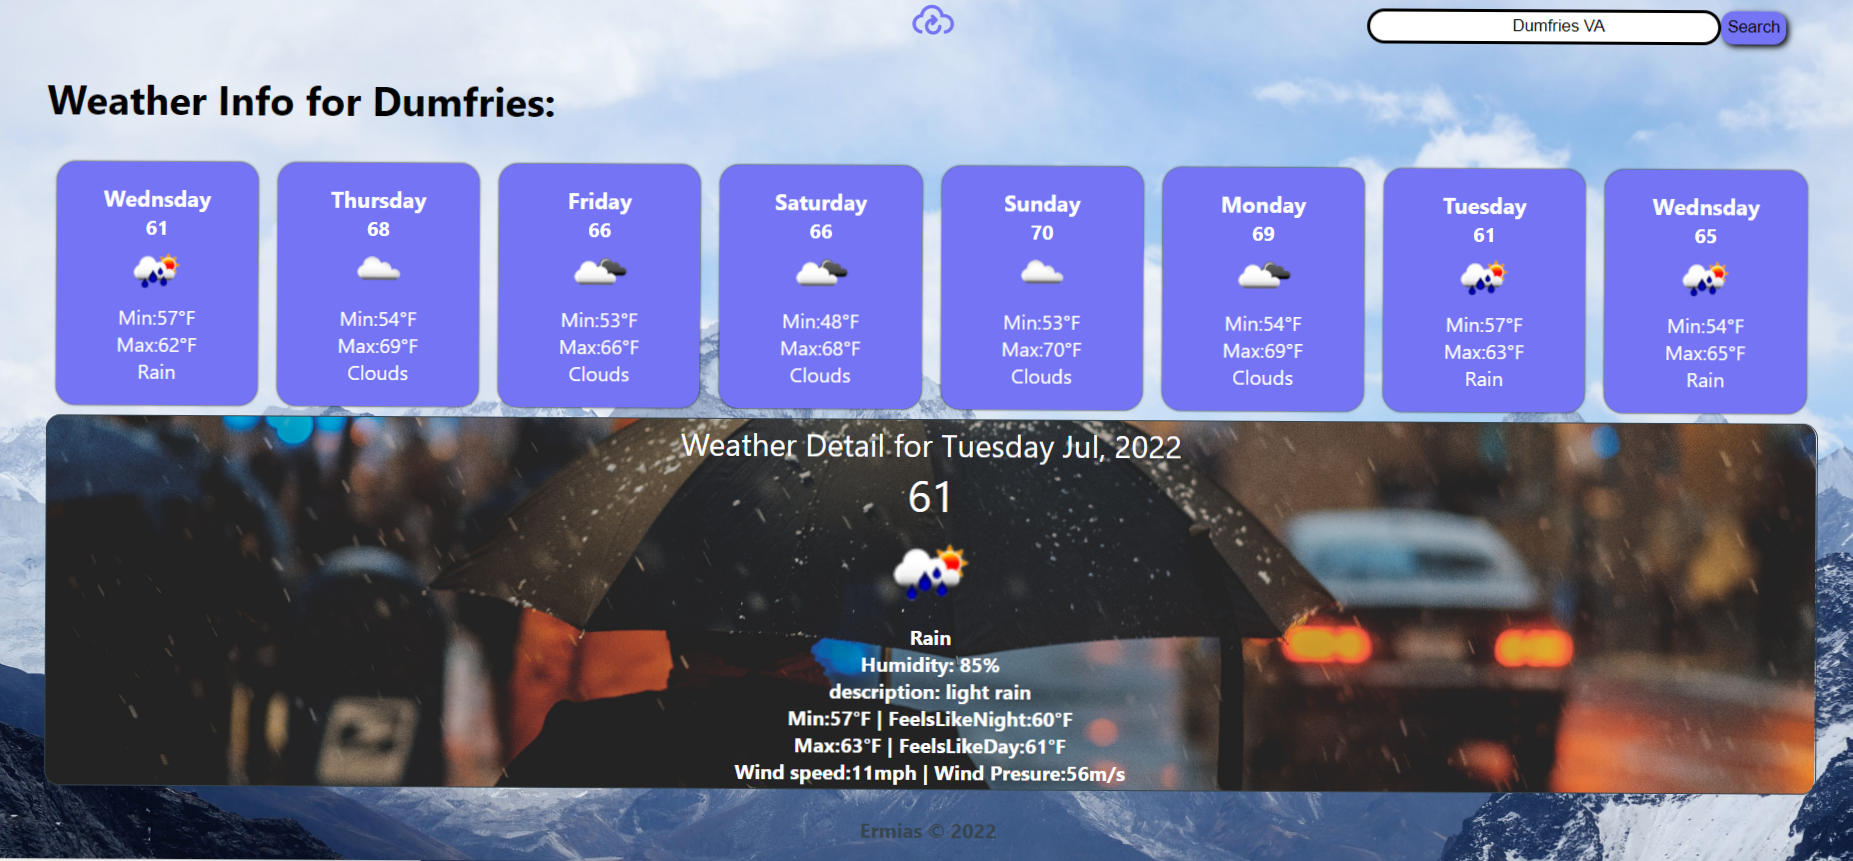 Dumfries VA
Search
Weather Info for Dumfries:
Wednsday
61
Min:57°F
Max:62°F
Rain
Thursday
68
Min:54°F
Max:69°F
Clouds
Friday
66
Min:53°F
Max:66°F
Clouds
Saturday
66
Min:48°F
Max:68°F
Clouds
Sunday
70
Min:53°F
Max:70°F
Clouds
Monday
69
Min:54°F
Max:69°F
Clouds
Tuesday
61
Min:57°F
Max:63°F
Rain
Wednsday
65
Min:54°F
Max:65°F
Rain
Weather Detail for Tuesday Jul, 2022
61
Rain
Humidity: 85%
description: light rain
Min:57°F | FeelsLikeNight:60°F
Max:63°F | FeelsLikeDay:61°F
Wind speed:11mph | Wind Presure:56m/s
Ermias © 2022